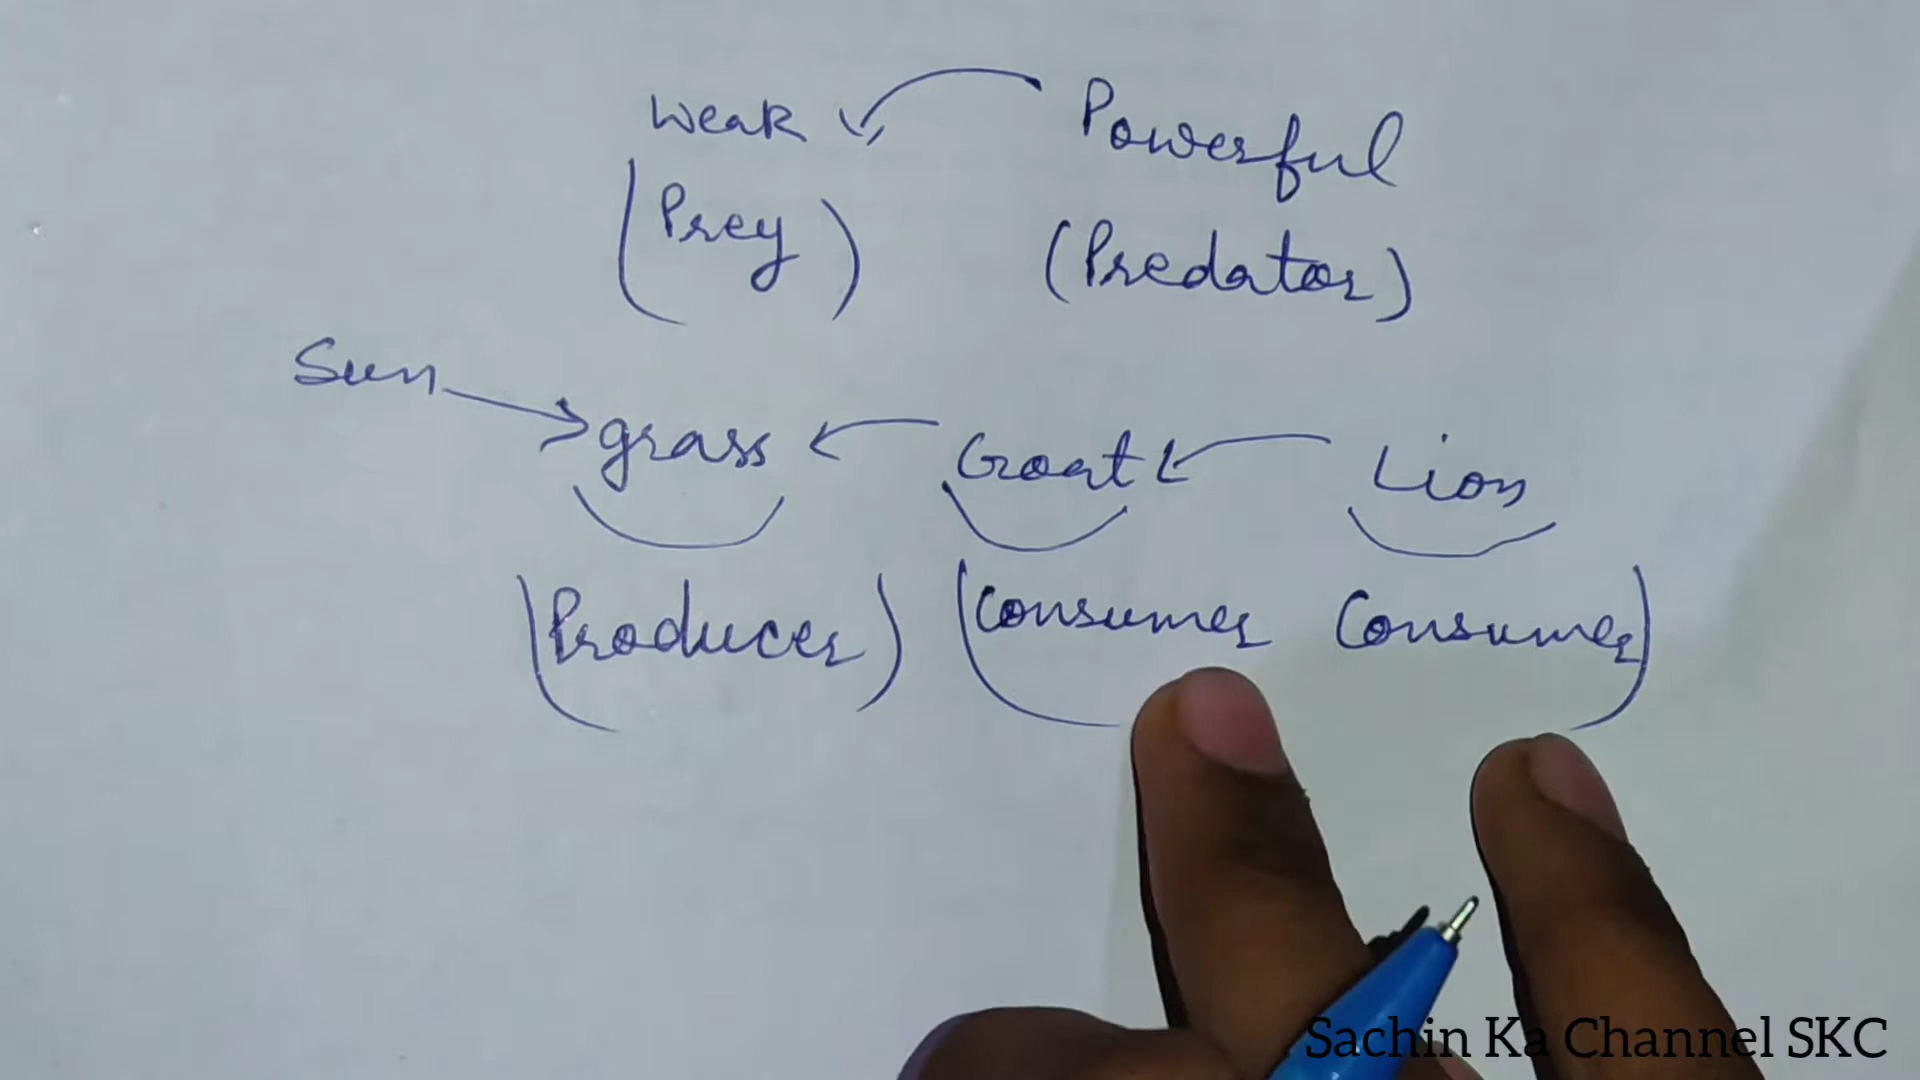 Weak Powerful
(Prey) (Predator)
Sun
grass Goat Lion
(Producer) (Consumer Consumer)
Sachin Ka Channel SKC